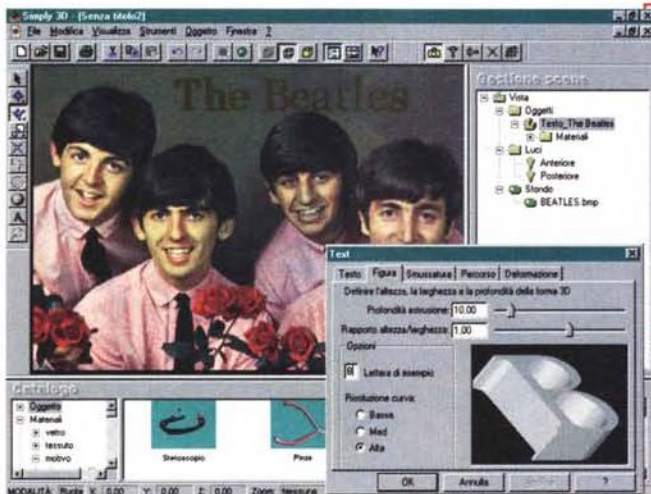 Simply 3D - [Senza titolo2]
File Modifica Visualizza Strumenti Oggetto Finestra ?
The Beatles
Gestione scene
Vista
Oggetti
Testo_The Beatles
Materiali
Luci
Anteriore
Posteriore
Sfondo
BEATLES.bmp
Text
Testo Figura Smussatura Percorso Deformazione
Definire l'altezza, la larghezza e la profondità della forma 3D
Profondità estrusione: 10.00
Rapporto altezza/larghezza: 1.00
Opzioni
Lettera di esempio
Risoluzione curva:
Bassa
Med
Alta
OK Annulla ?
Catalogo
Oggetto
Materiali
vetro
tessuto
motivo
Stetoscopio
Pinze
MODALITA: Ruota X: 0.00 Y: 0.00 Z: 0.00 Zoom: Nessuno